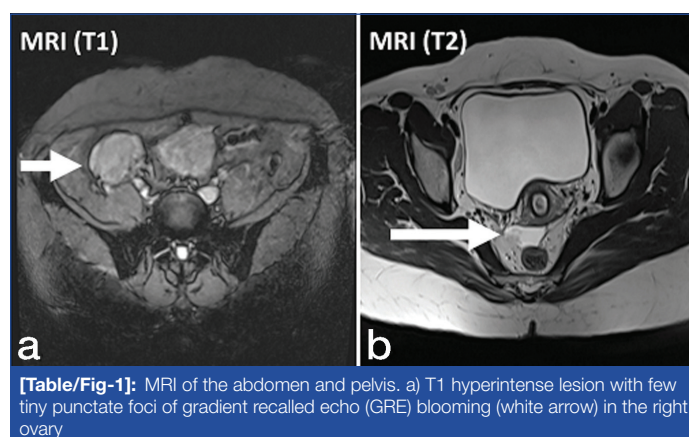 MRI (T1)
MRI (T2)
a
b
[Table/Fig-1]: MRI of the abdomen and pelvis. a) T1 hyperintense lesion with few
tiny punctate foci of gradient recalled echo (GRE) blooming (white arrow) in the right
ovary